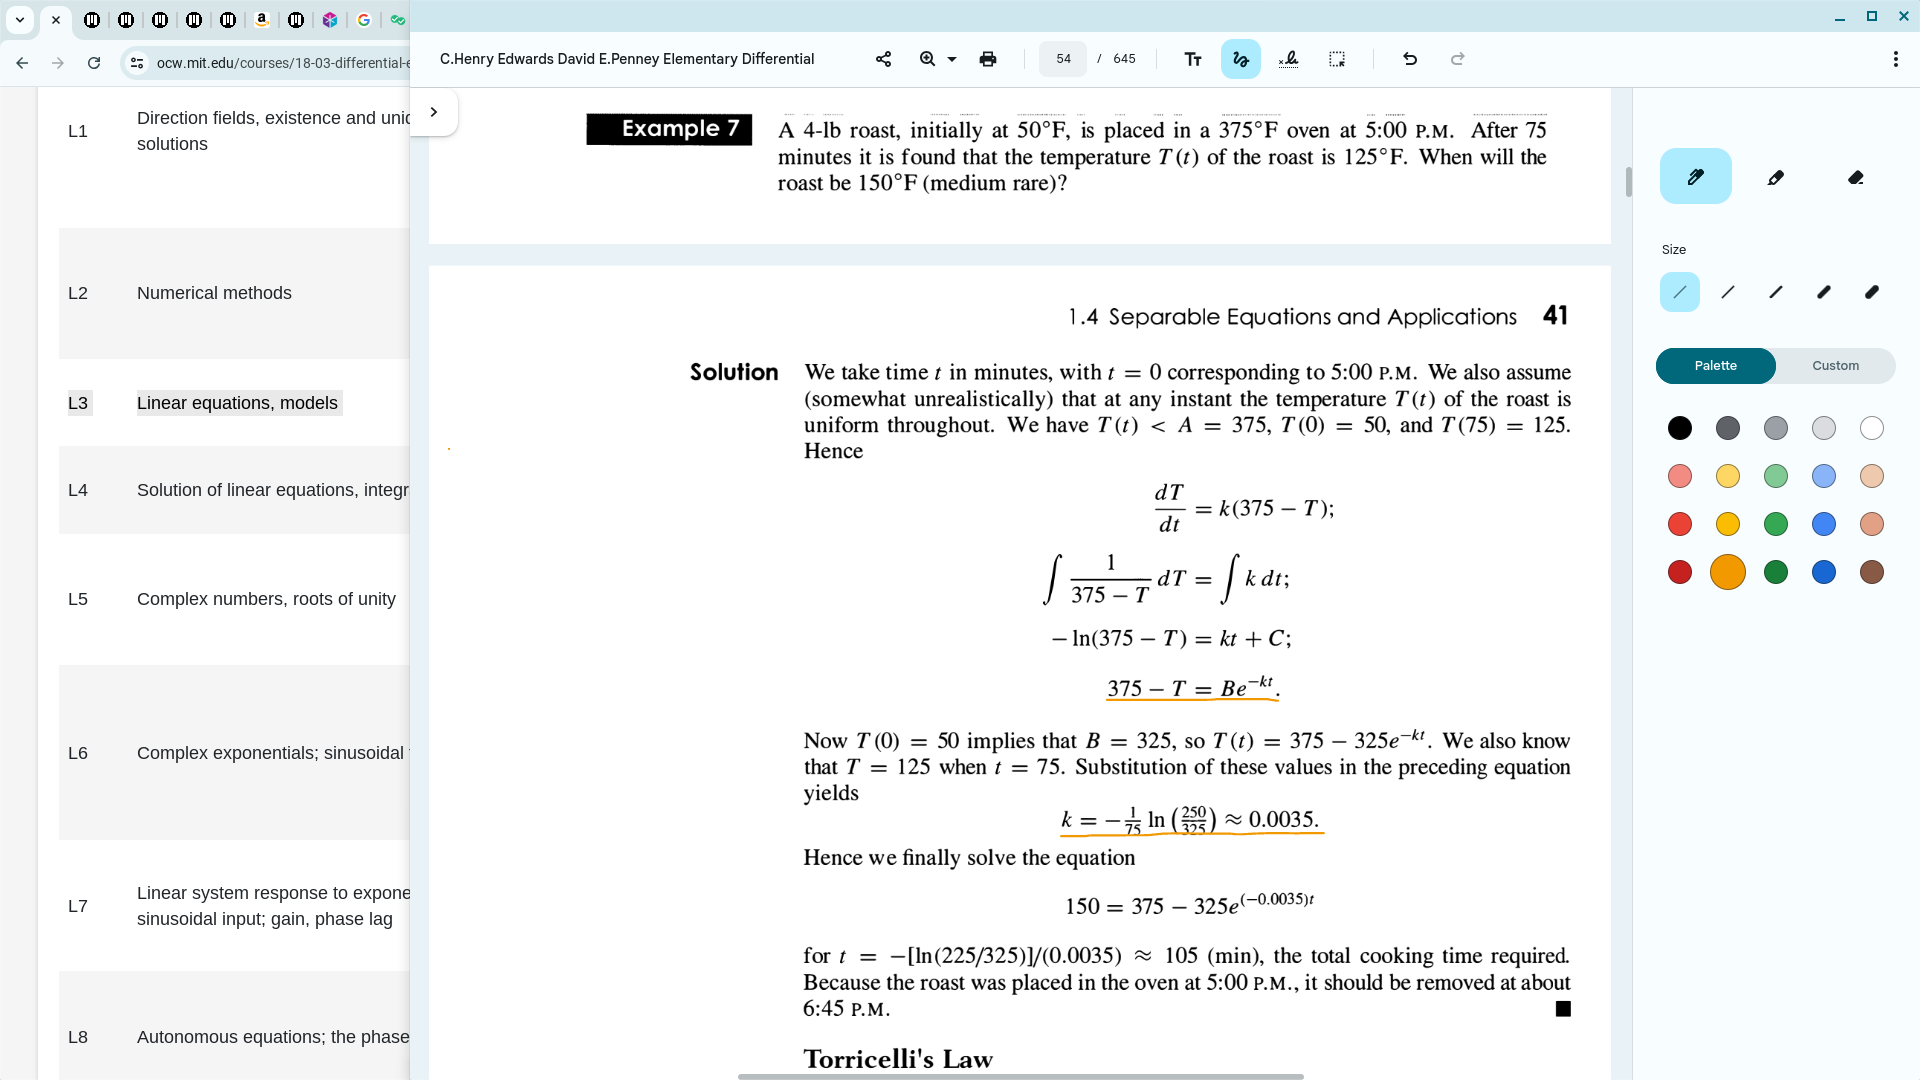 ocw.mit.edu/courses/18-03-differential-e
L1
Direction fields, existence and unic
solutions
L2
Numerical methods
L3
Linear equations, models
L4
Solution of linear equations, integr
L5
Complex numbers, roots of unity
L6
Complex exponentials; sinusoidal
L7
Linear system response to expone
sinusoidal input; gain, phase lag
L8
Autonomous equations; the phase
C.Henry Edwards David E.Penney Elementary Differential
54 / 645
Example 7
A 4-lb roast, initially at 50°F, is placed in a 375°F oven at 5:00 P.M. After 75
minutes it is found that the temperature T(t) of the roast is 125°F. When will the
roast be 150°F (medium rare)?
1.4 Separable Equations and Applications 41
Solution
We take time t in minutes, with t = 0 corresponding to 5:00 P.M. We also assume
(somewhat unrealistically) that at any instant the temperature T(t) of the roast is
uniform throughout. We have T(t) < A = 375, T(0) = 50, and T(75) = 125.
Hence
dT/dt = k(375 − T);
∫ 1/(375 − T) dT = ∫ k dt;
− ln(375 − T) = kt + C;
375 − T = Be^−kt.
Now T(0) = 50 implies that B = 325, so T(t) = 375 − 325e^−kt. We also know
that T = 125 when t = 75. Substitution of these values in the preceding equation
yields
k = −1/75 ln(250/325) ≈ 0.0035.
Hence we finally solve the equation
150 = 375 − 325e^(−0.0035)t
for t = −[ln(225/325)]/(0.0035) ≈ 105 (min), the total cooking time required.
Because the roast was placed in the oven at 5:00 P.M., it should be removed at about
6:45 P.M.
Torricelli's Law
Size
Palette
Custom